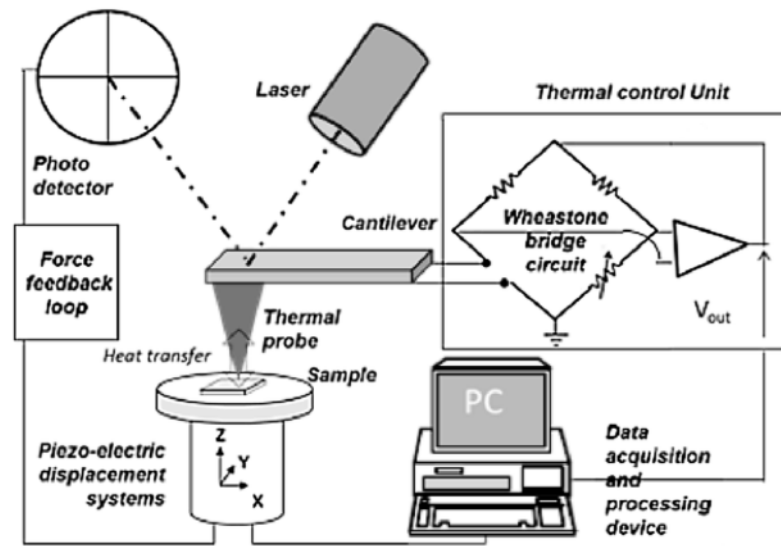 Laser
Thermal control Unit
Photo
detector
Cantilever
Wheastone
bridge
circuit
Force
feedback
loop
Thermal
probe
Vout
Heat transfer
Sample
PC
Piezo-electric
displacement
systems
Z
Y
X
Data
acquisition
and
processing
device